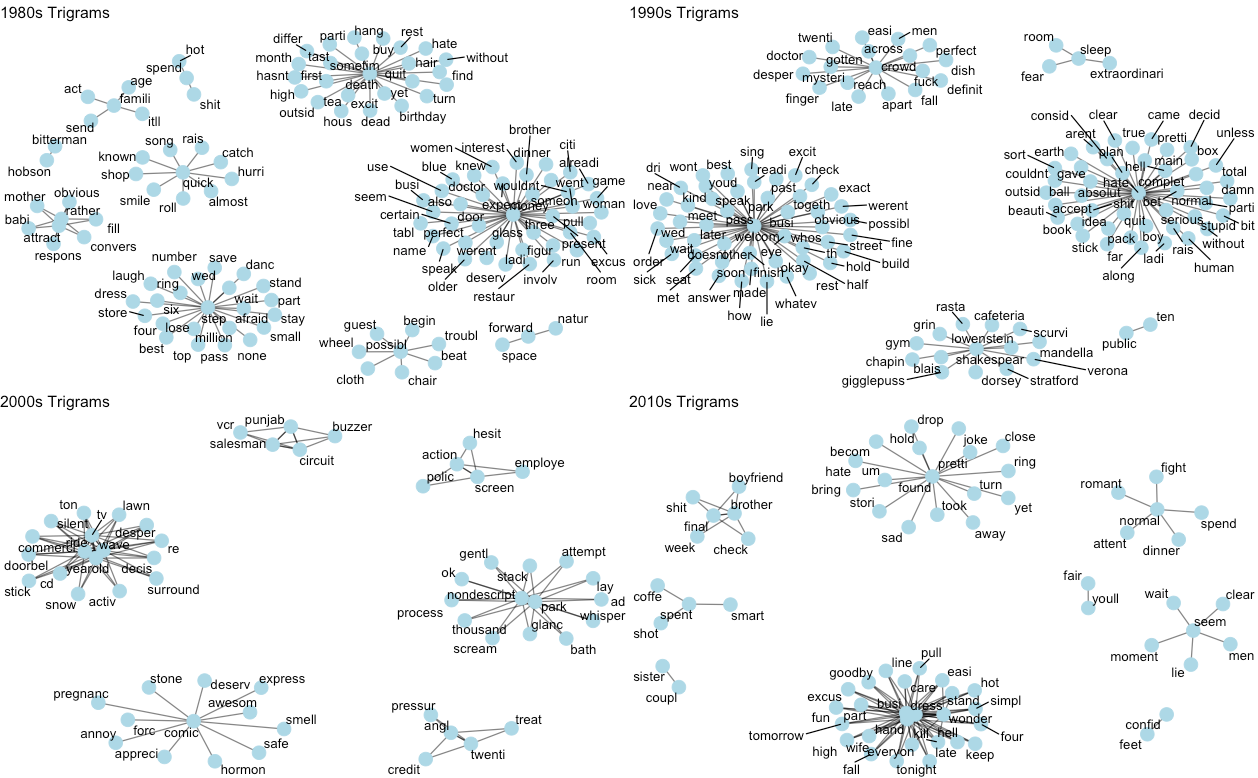 1980s Trigrams
hot
spend
shit
act
age
famili
itll
send
bitterman
hobson
song
rais
known
catch
shop
hurri
quick
smile
almost
roll
mother
obvious
babi
rather
fill
attract
convers
respons
differ
parti
hang
rest
buy
hate
month
tast
sometim
hair
without
hasnt
first
quit
find
death
high
yet
turn
tea
excit
outsid
birthday
hous
dead
brother
women
interest
dinner
citi
use
blue
knew
alreadi
busi
doctor
wouldnt
went
game
seem
also
expect
money
someon
woman
certain
door
three
pull
tabl
perfect
glass
present
name
werent
figur
excus
speak
ladi
run
room
older
deserv
involv
restaur
number
save
danc
laugh
ring
wed
stand
dress
wait
part
store
six
step
afraid
stay
four
lose
million
small
best
top
pass
none
guest
begin
troubl
wheel
possibl
beat
cloth
chair
forward
natur
space
1990s Trigrams
easi
men
twenti
across
perfect
doctor
gotten
crowd
dish
desper
mysteri
reach
fuck
definit
finger
late
apart
fall
room
sleep
fear
extraordinari
sing
excit
dri
wont
best
readi
check
near
youd
past
exact
love
kind
speak
park
togeth
werent
meet
pass
busi
obvious
possibl
wed
later
welcom
whos
street
fine
wait
doesnt
other
eye
th
build
order
seat
soon
finish
okay
hold
sick
met
answer
made
rest
half
how
whatev
lie
consid
clear
came
decid
arent
true
pretti
unless
sort
earth
plan
hell
main
box
couldnt
gave
hate
complet
total
outsid
ball
absolut
damn
beauti
accept
shit
bet
normal
parti
book
idea
quit
serious
stupid
bit
stick
pack
boy
rais
without
far
ladi
human
along
rasta
cafeteria
grin
scurvi
gym
lowenstein
mandella
chapin
shakespear
blais
verona
gigglepuss
dorsey
stratford
ten
public
2000s Trigrams
vcr
punjab
buzzer
salesman
circuit
hesit
action
employe
polic
screen
ton
tv
lawn
silent
desper
commerci
ride
wave
re
doorbel
yearold
decis
stick
cd
surround
snow
activ
gentl
attempt
ok
stack
lay
nondescript
park
ad
process
whisper
thousand
glanc
scream
bath
pregnanc
stone
deserv
express
awesom
forc
comic
smell
annoy
safe
appreci
hormon
pressur
angl
treat
twenti
credit
2010s Trigrams
drop
hold
joke
close
becom
pretti
ring
hate
um
found
turn
bring
yet
stori
took
sad
away
boyfriend
shit
brother
final
week
check
fight
romant
normal
spend
attent
dinner
coffe
spent
smart
shot
fair
youll
wait
clear
seem
moment
men
lie
sister
coupl
goodby
line
pull
easi
care
hot
excus
busi
dress
stand
simpl
fun
part
wonder
tomorrow
hand
kill
hell
four
high
wife
everyon
late
keep
fall
tonight
confid
feet